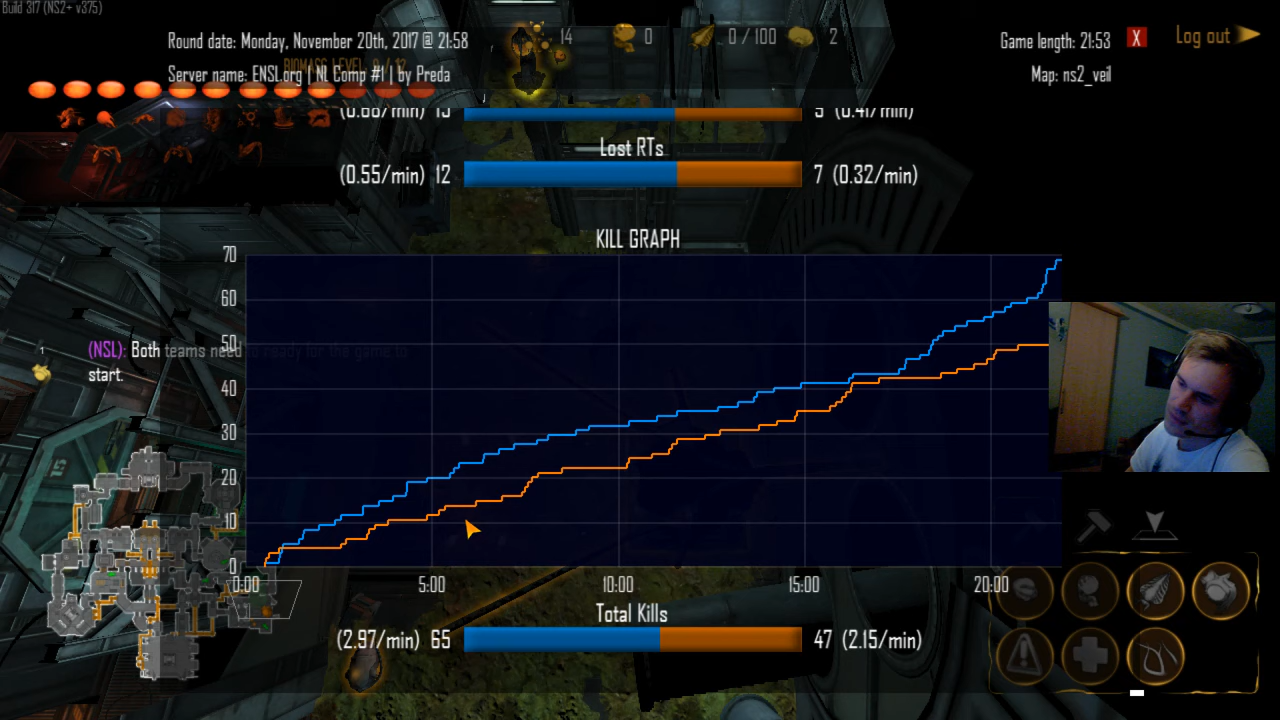 Build 317 (NS2+ v375)
Round date: Monday, November 20th, 2017 @ 21:58
14
0
0 / 100
2
Game length: 21:53
X
Log out
Server name: ENSL.org | NL Comp #1 | by Preda
Map: ns2_veil
Lost RTs
(0.55/min) 12
7 (0.32/min)
KILL GRAPH
70
60
50
40
30
20
10
0
(NSL): Both teams need to ready for the game to
start.
1
0:00
5:00
10:00
15:00
20:00
Total Kills
(2.97/min) 65
47 (2.15/min)